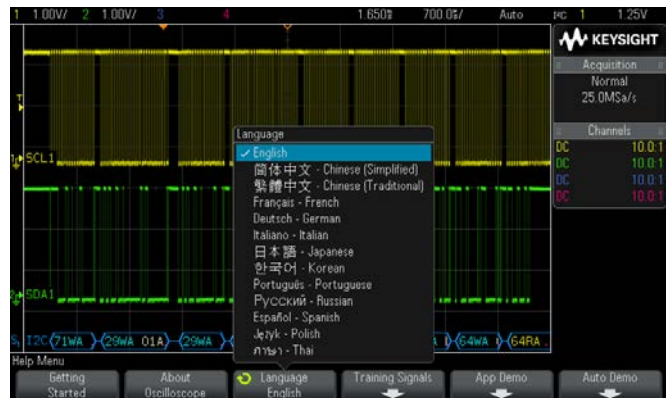 1 1.00V/ 2 1.00V/ 3 4 1.650s 700.0s/ Auto I²C 1 1.25V
KEYSIGHT
Acquisition
Normal
25.0MSa/s
Channels
DC 10.0:1
DC 10.0:1
DC 10.0:1
DC 10.0:1
T
SCL1
SDA1
Language
English
简体中文 - Chinese (Simplified)
繁體中文 - Chinese (Traditional)
Français - French
Deutsch - German
Italiano - Italian
日本語 - Japanese
한국어 - Korean
Português - Portuguese
Русский - Russian
Español - Spanish
Język - Polish
ภาษา - Thai
S₁ I2C 71WA 29WA 01A 29WA 64WA 64RA
Help Menu
Getting Started
About Oscilloscope
Language English
Training Signals
App Demo
Auto Demo